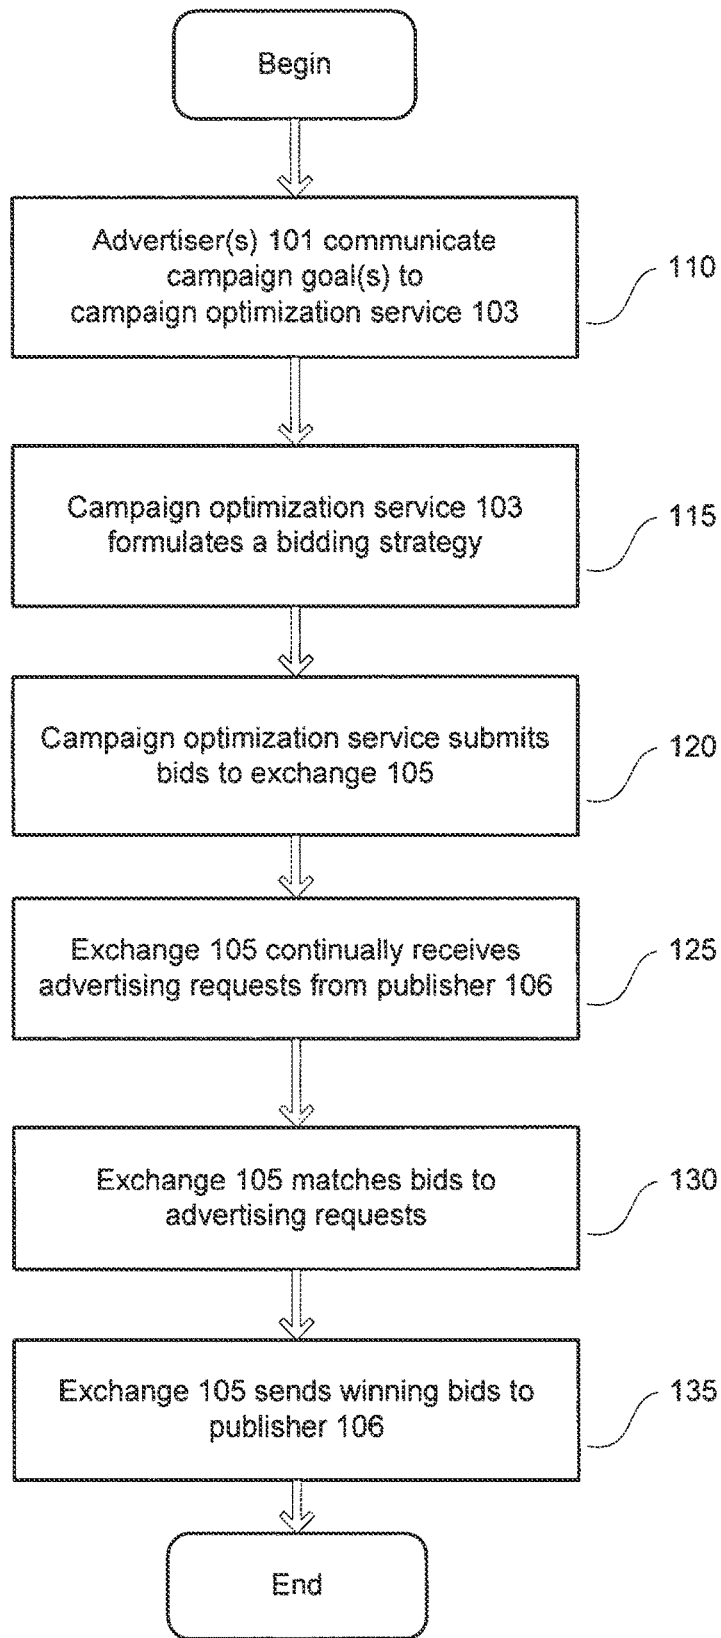 Begin
Advertiser(s) 101 communicate
campaign goal(s) to
campaign optimization service 103
110
Campaign optimization service 103
formulates a bidding strategy
115
Campaign optimization service submits
bids to exchange 105
120
Exchange 105 continually receives
advertising requests from publisher 106
125
Exchange 105 matches bids to
advertising requests
130
Exchange 105 sends winning bids to
publisher 106
135
End